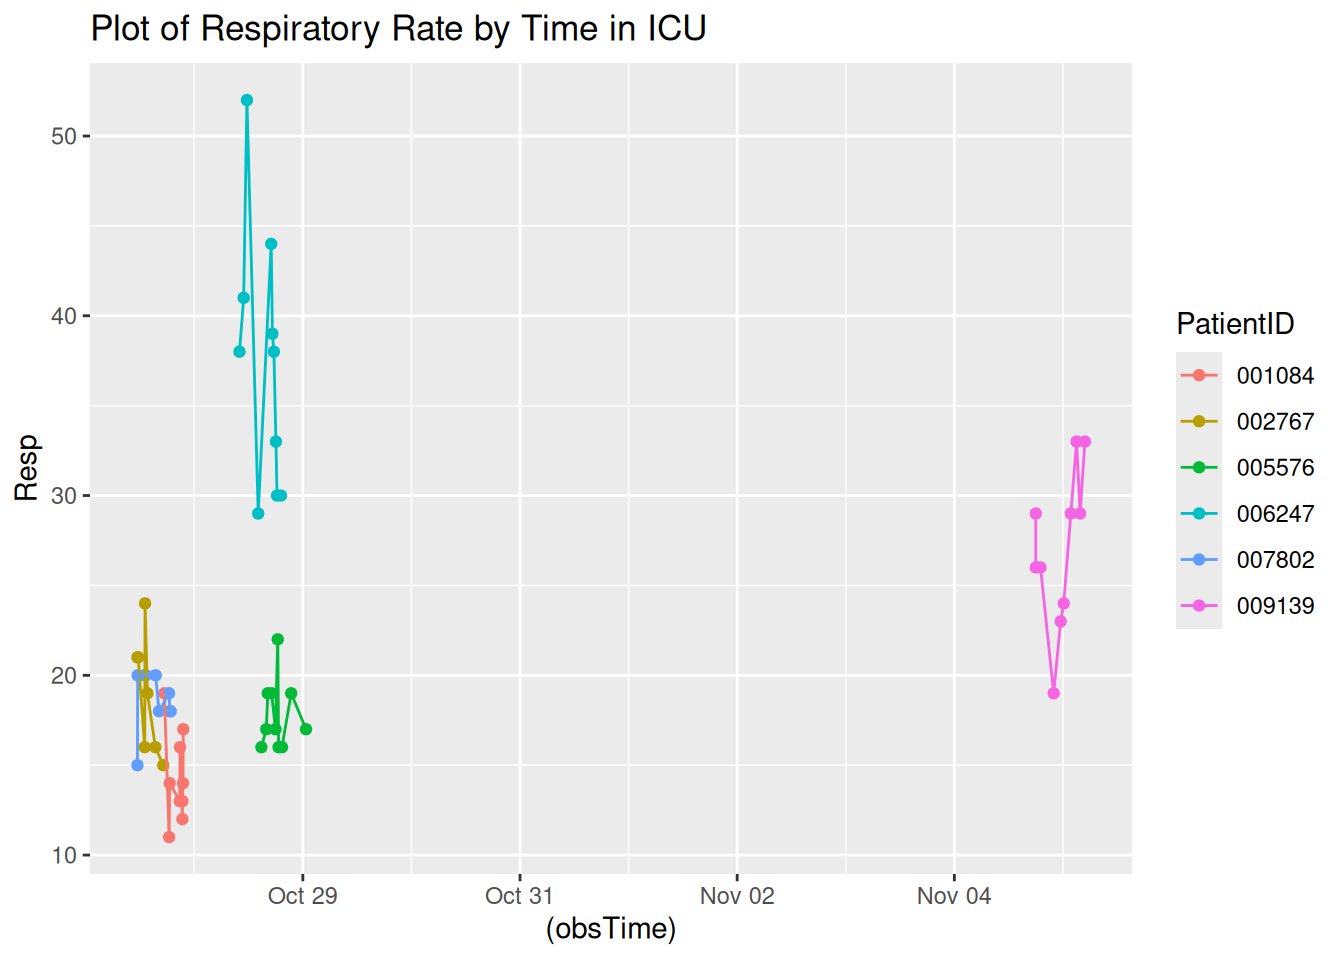 Plot of Respiratory Rate by Time in ICU
50
40
30
20
10
Resp
Oct 29
Oct 31
Nov 02
Nov 04
(obsTime)
PatientID
001084
002767
005576
006247
007802
009139